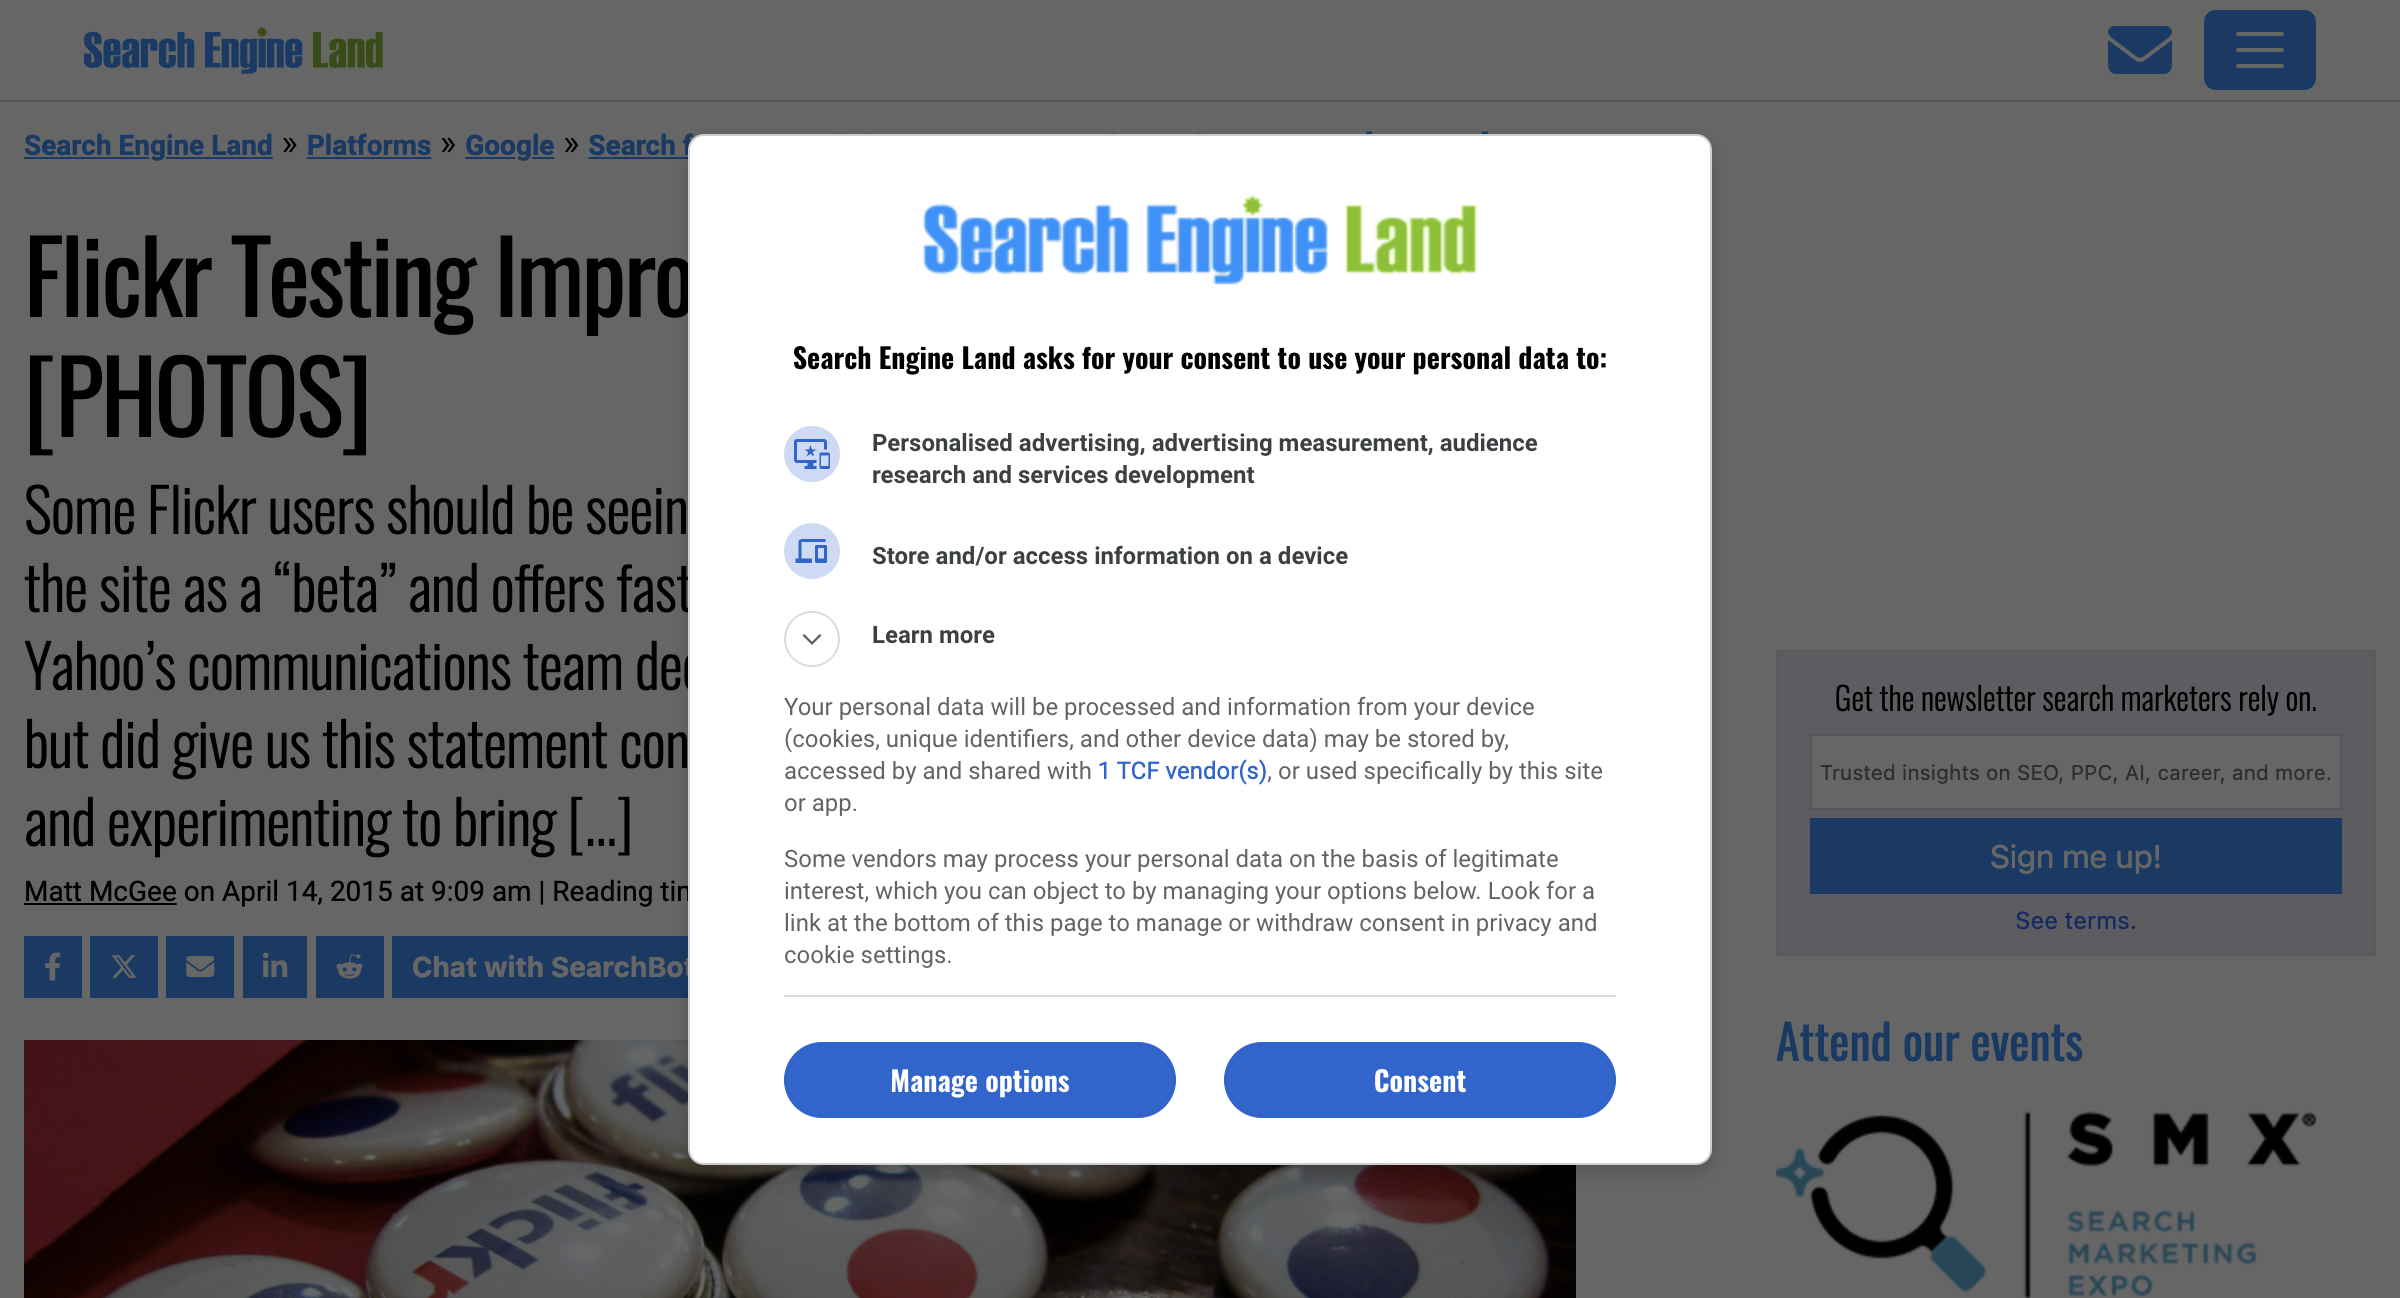 Search Engine Land
Search Engine Land » Platforms » Google » Search
Flickr Testing Impro
[PHOTOS]
Some Flickr users should be seein
the site as a “beta” and offers fast
Yahoo’s communications team dec
but did give us this statement con
and experimenting to bring […]
Matt McGee on April 14, 2015 at 9:09 am | Reading tim
Chat with SearchBot
flickr
Search Engine Land
Search Engine Land asks for your consent to use your personal data to:
Personalised advertising, advertising measurement, audience
research and services development
Store and/or access information on a device
Learn more
Your personal data will be processed and information from your device
(cookies, unique identifiers, and other device data) may be stored by,
accessed by and shared with 1 TCF vendor(s), or used specifically by this site
or app.
Some vendors may process your personal data on the basis of legitimate
interest, which you can object to by managing your options below. Look for a
link at the bottom of this page to manage or withdraw consent in privacy and
cookie settings.
Manage options
Consent
Get the newsletter search marketers rely on.
Trusted insights on SEO, PPC, AI, career, and more.
Sign me up!
See terms.
Attend our events
SMX®
SEARCH
MARKETING
EXPO